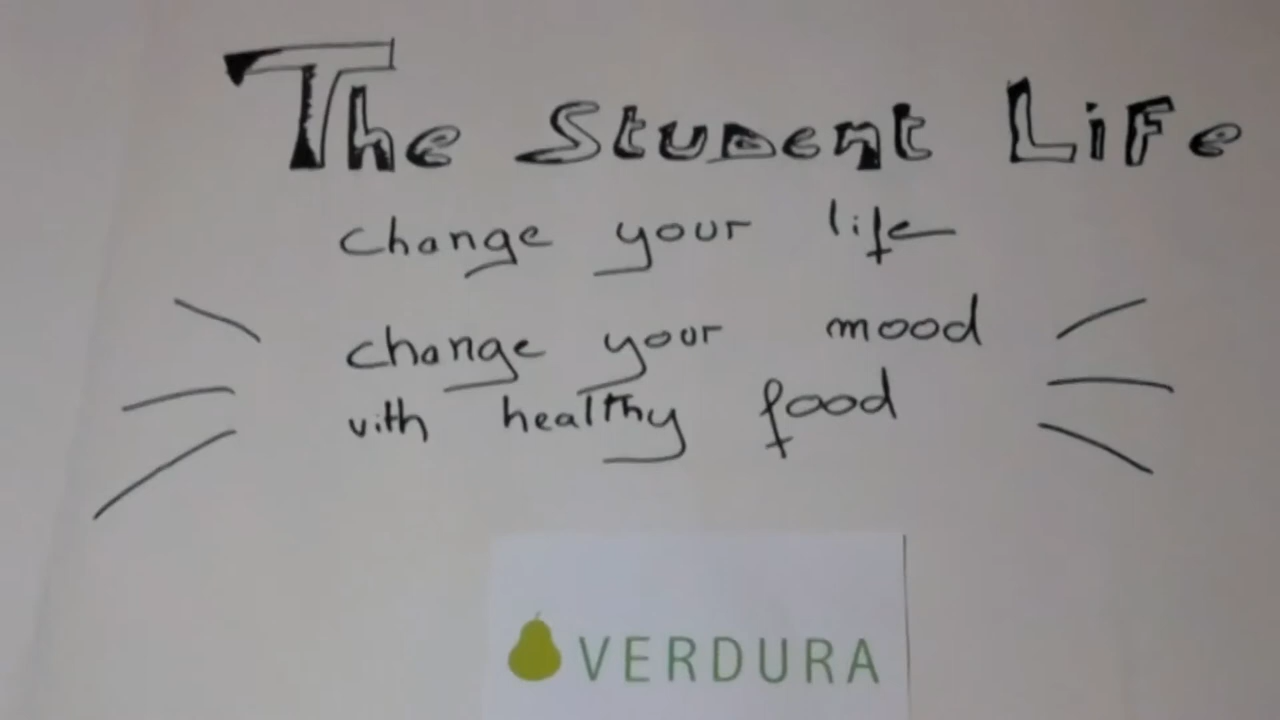 The Student Life
change your life
change your mood
vith healthy food
VERDURA